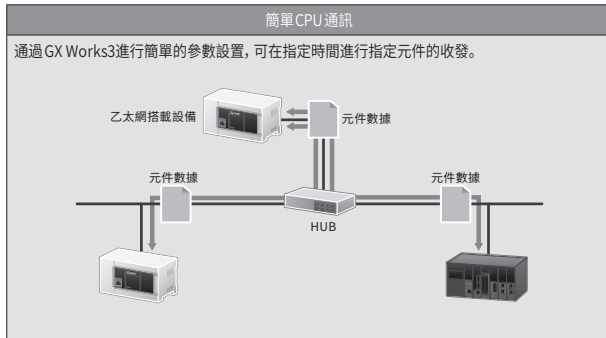 簡單CPU通訊
通過GX Works3進行簡單的參數設置，可在指定時間進行指定元件的收發。
乙太網搭載設備
元件數據
元件數據
元件數據
HUB